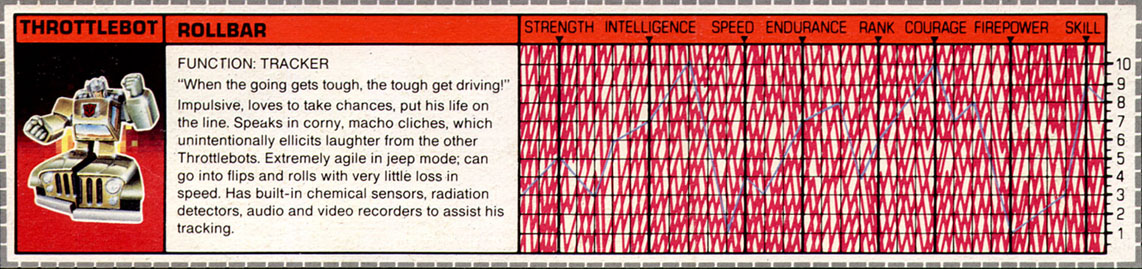 THROTTLEBOT ROLLBAR
STRENGTH INTELLIGENCE SPEED ENDURANCE RANK COURAGE FIREPOWER SKILL
FUNCTION: TRACKER
“When the going gets tough, the tough get driving!”
Impulsive, loves to take chances, put his life on
the line. Speaks in corny, macho cliches, which
unintentionally ellicits laughter from the other
Throttlebots. Extremely agile in jeep mode; can
go into flips and rolls with very little loss in
speed. Has built-in chemical sensors, radiation
detectors, audio and video recorders to assist his
tracking.
10
9
8
7
6
5
4
3
2
1